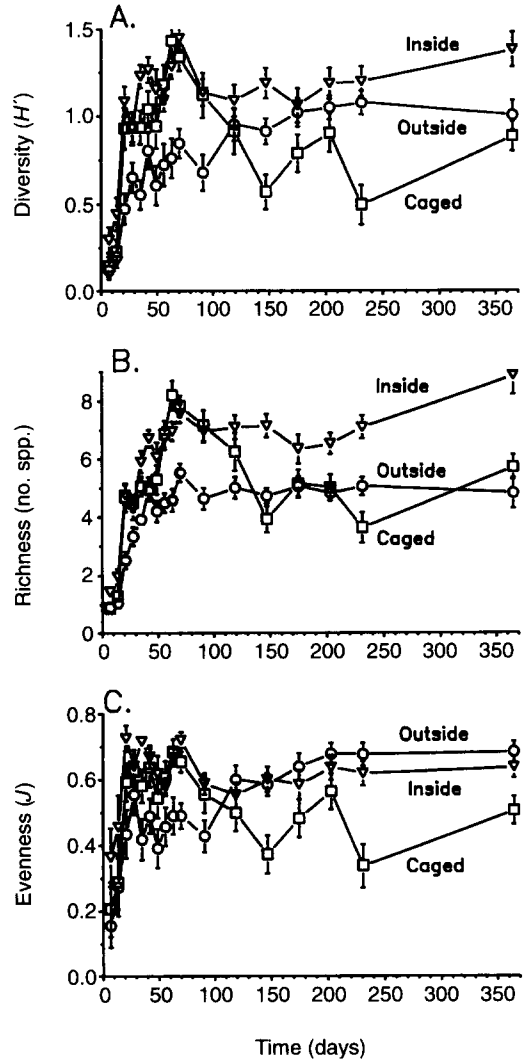 A.
1.5
1.0
0.5
0.0
Diversity (H′)
Inside
Outside
Caged
0 50 100 150 200 250 300 350
B.
8
6
4
2
0
Richness (no. spp.)
Inside
Outside
Caged
0 50 100 150 200 250 300 350
C.
0.8
0.6
0.4
0.2
0.0
Evenness (J)
Outside
Inside
Caged
0 50 100 150 200 250 300 350
Time (days)